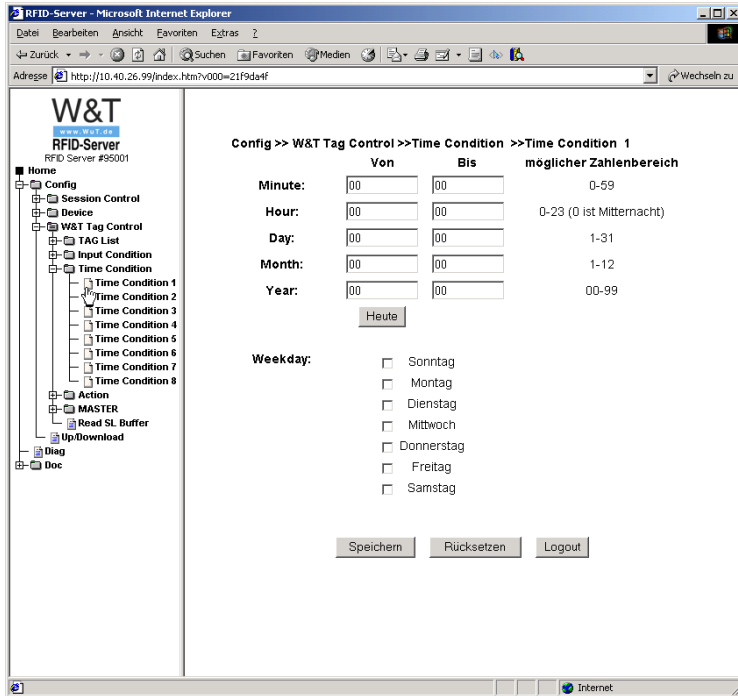 RFID-Server - Microsoft Internet Explorer
Datei Bearbeiten Ansicht Favoriten Extras ?
Zurück Suchen Favoriten Medien
Adresse http://10.40.26.99/index.htm?v000=21f9da4f Wechseln zu
W&T
www.WuT.de
RFID-Server
RFID Server #95001
Home
Config
Session Control
Device
W&T Tag Control
TAG List
Input Condition
Time Condition
Time Condition 1
Time Condition 2
Time Condition 3
Time Condition 4
Time Condition 5
Time Condition 6
Time Condition 7
Time Condition 8
Action
MASTER
Read SL Buffer
Up/Download
Diag
Doc
Config >> W&T Tag Control >>Time Condition >>Time Condition 1
Von Bis möglicher Zahlenbereich
Minute: 00 00 0-59
Hour: 00 00 0-23 (0 ist Mitternacht)
Day: 00 00 1-31
Month: 00 00 1-12
Year: 00 00 00-99
Heute
Weekday: Sonntag
Montag
Dienstag
Mittwoch
Donnerstag
Freitag
Samstag
Speichern Rücksetzen Logout
Internet